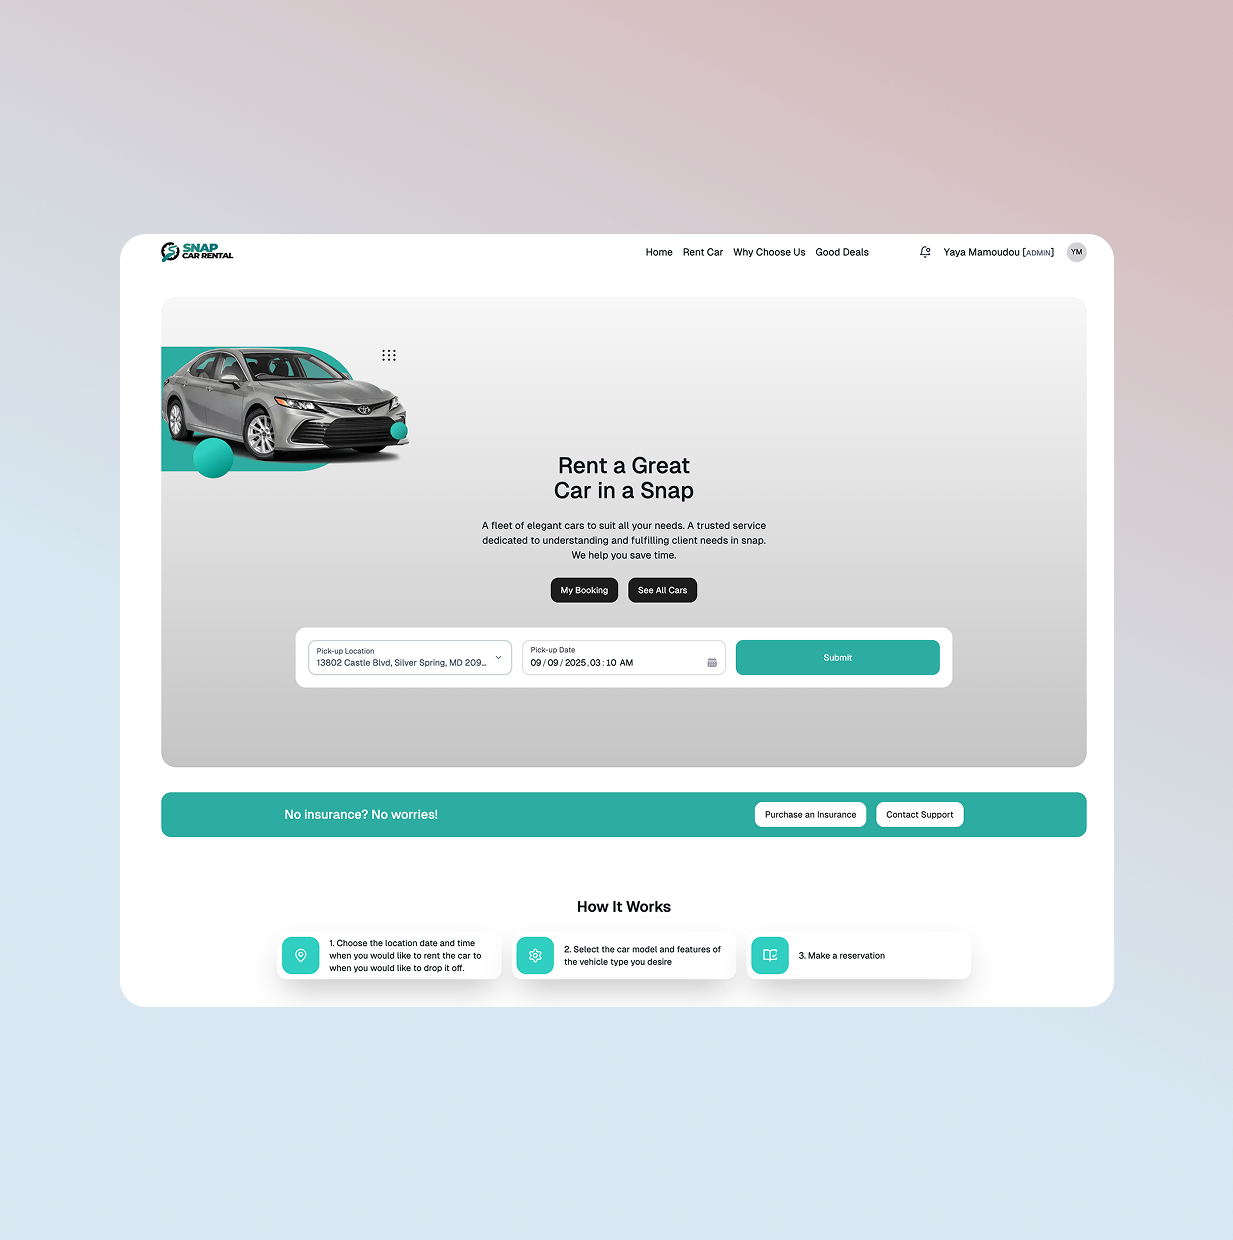 SNAP
CAR RENTAL
Home Rent Car Why Choose Us Good Deals
Yaya Mamoudou [ADMIN] YM
Rent a Great
Car in a Snap
A fleet of elegant cars to suit all your needs. A trusted service
dedicated to understanding and fulfilling client needs in snap.
We help you save time.
My Booking See All Cars
Pick-up Location
13802 Castle Blvd, Silver Spring, MD 209...
Pick-up Date
09/09/2025, 03:10 AM
Submit
No insurance? No worries!
Purchase an Insurance Contact Support
How It Works
1. Choose the location date and time
when you would like to rent the car to
when you would like to drop it off.
2. Select the car model and features of
the vehicle type you desire
3. Make a reservation